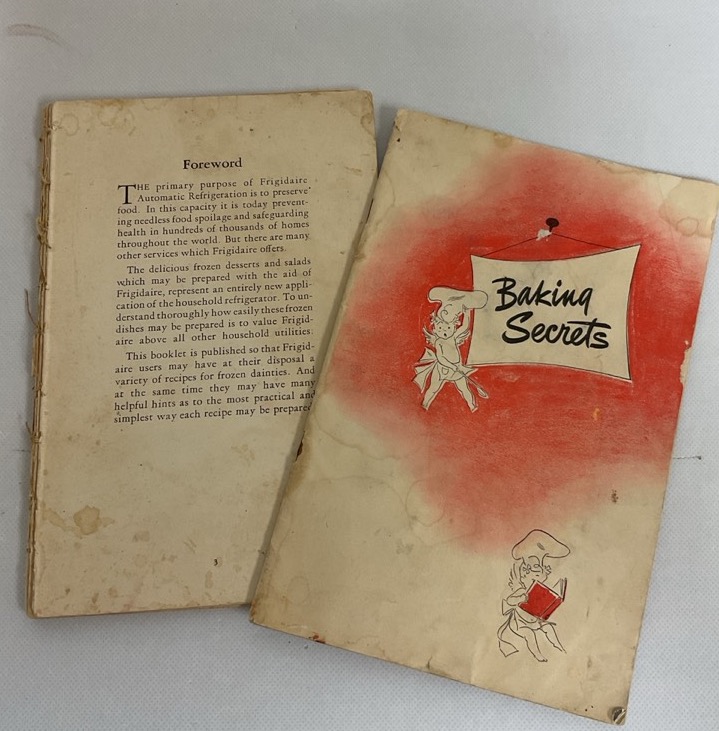 Foreword
THE primary purpose of Frigidaire
Automatic Refrigeration is to preserve
food. In this capacity it is today prevent-
ing needless food spoilage and safeguarding
health in hundreds of thousands of homes
throughout the world. But there are many
other services which Frigidaire offers.
The delicious frozen desserts and salads
which may be prepared with the aid of
Frigidaire, represent an entirely new appli-
cation of the household refrigerator. To un-
derstand thoroughly how easily these frozen
dishes may be prepared is to value Frigid-
aire above all other household utilities.
This booklet is published so that Frigid-
aire users may have at their disposal a
variety of recipes for frozen dainties. And
at the same time they may have many
helpful hints as to the most practical and
simplest way each recipe may be prepared
3
Baking
Secrets